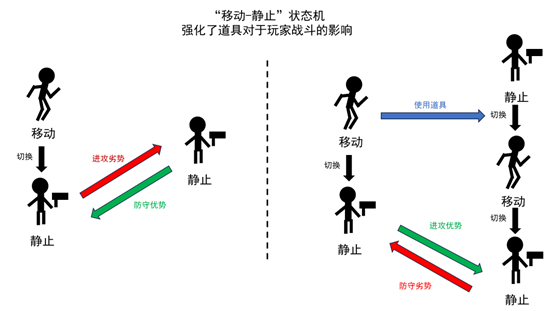 “移动-静止”状态机
强化了道具对于玩家战斗的影响
移动
切换
静止
进攻劣势
防守优势
静止
移动
切换
静止
使用道具
静止
切换
移动
切换
静止
进攻优势
防守劣势